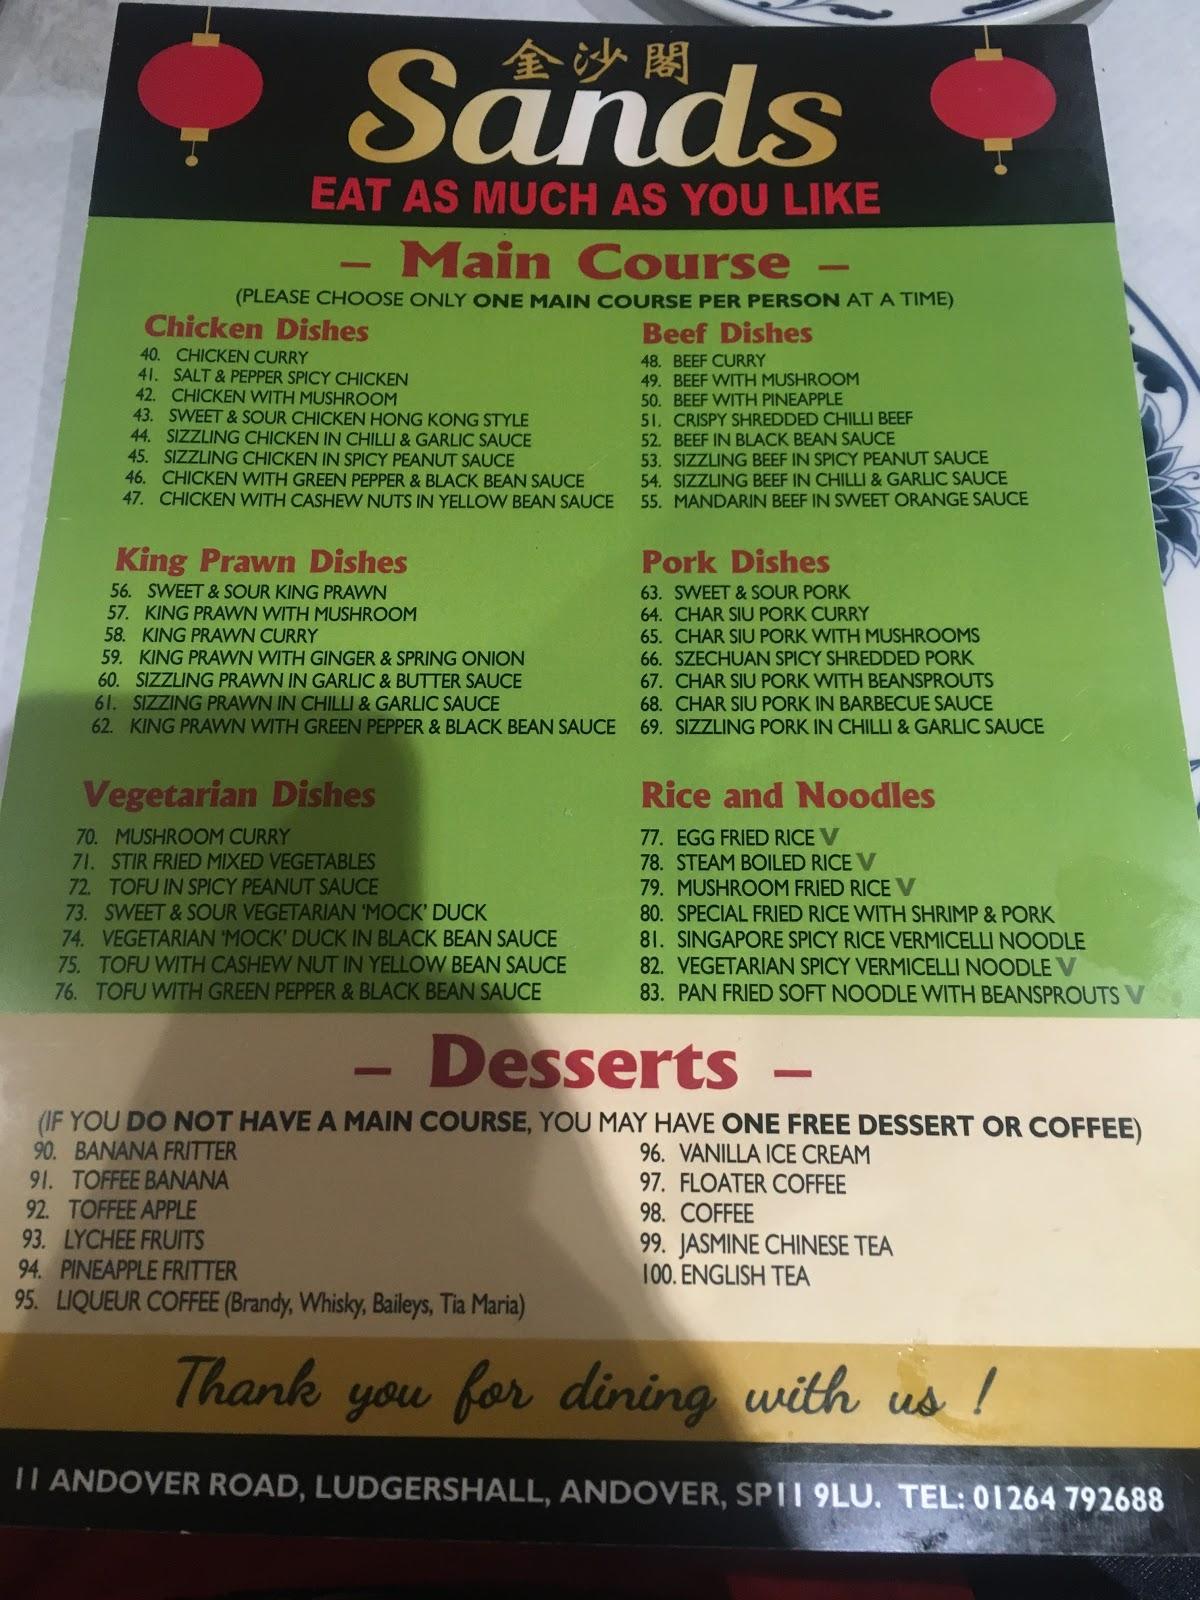 金沙閣
Sands
EAT AS MUCH AS YOU LIKE
– Main Course –
(PLEASE CHOOSE ONLY ONE MAIN COURSE PER PERSON AT A TIME)
Chicken Dishes
40. CHICKEN CURRY
41. SALT & PEPPER SPICY CHICKEN
42. CHICKEN WITH MUSHROOM
43. SWEET & SOUR CHICKEN HONG KONG STYLE
44. SIZZLING CHICKEN IN CHILLI & GARLIC SAUCE
45. SIZZLING CHICKEN IN SPICY PEANUT SAUCE
46. CHICKEN WITH GREEN PEPPER & BLACK BEAN SAUCE
47. CHICKEN WITH CASHEW NUTS IN YELLOW BEAN SAUCE
Beef Dishes
48. BEEF CURRY
49. BEEF WITH MUSHROOM
50. BEEF WITH PINEAPPLE
51. CRISPY SHREDDED CHILLI BEEF
52. BEEF IN BLACK BEAN SAUCE
53. SIZZLING BEEF IN SPICY PEANUT SAUCE
54. SIZZLING BEEF IN CHILLI & GARLIC SAUCE
55. MANDARIN BEEF IN SWEET ORANGE SAUCE
King Prawn Dishes
56. SWEET & SOUR KING PRAWN
57. KING PRAWN WITH MUSHROOM
58. KING PRAWN CURRY
59. KING PRAWN WITH GINGER & SPRING ONION
60. SIZZLING PRAWN IN GARLIC & BUTTER SAUCE
61. SIZZING PRAWN IN CHILLI & GARLIC SAUCE
62. KING PRAWN WITH GREEN PEPPER & BLACK BEAN SAUCE
Pork Dishes
63. SWEET & SOUR PORK
64. CHAR SIU PORK CURRY
65. CHAR SIU PORK WITH MUSHROOMS
66. SZECHUAN SPICY SHREDDED PORK
67. CHAR SIU PORK WITH BEANSPROUTS
68. CHAR SIU PORK IN BARBECUE SAUCE
69. SIZZLING PORK IN CHILLI & GARLIC SAUCE
Vegetarian Dishes
70. MUSHROOM CURRY
71. STIR FRIED MIXED VEGETABLES
72. TOFU IN SPICY PEANUT SAUCE
73. SWEET & SOUR VEGETARIAN 'MOCK' DUCK
74. VEGETARIAN 'MOCK' DUCK IN BLACK BEAN SAUCE
75. TOFU WITH CASHEW NUT IN YELLOW BEAN SAUCE
76. TOFU WITH GREEN PEPPER & BLACK BEAN SAUCE
Rice and Noodles
77. EGG FRIED RICE V
78. STEAM BOILED RICE V
79. MUSHROOM FRIED RICE V
80. SPECIAL FRIED RICE WITH SHRIMP & PORK
81. SINGAPORE SPICY RICE VERMICELLI NOODLE
82. VEGETARIAN SPICY VERMICELLI NOODLE V
83. PAN FRIED SOFT NOODLE WITH BEANSPROUTS V
– Desserts –
(IF YOU DO NOT HAVE A MAIN COURSE, YOU MAY HAVE ONE FREE DESSERT OR COFFEE)
90. BANANA FRITTER
91. TOFFEE BANANA
92. TOFFEE APPLE
93. LYCHEE FRUITS
94. PINEAPPLE FRITTER
95. LIQUEUR COFFEE (Brandy, Whisky, Baileys, Tia Maria)
96. VANILLA ICE CREAM
97. FLOATER COFFEE
98. COFFEE
99. JASMINE CHINESE TEA
100. ENGLISH TEA
Thank you for dining with us !
11 ANDOVER ROAD, LUDGERSHALL, ANDOVER, SP11 9LU. TEL: 01264 792688